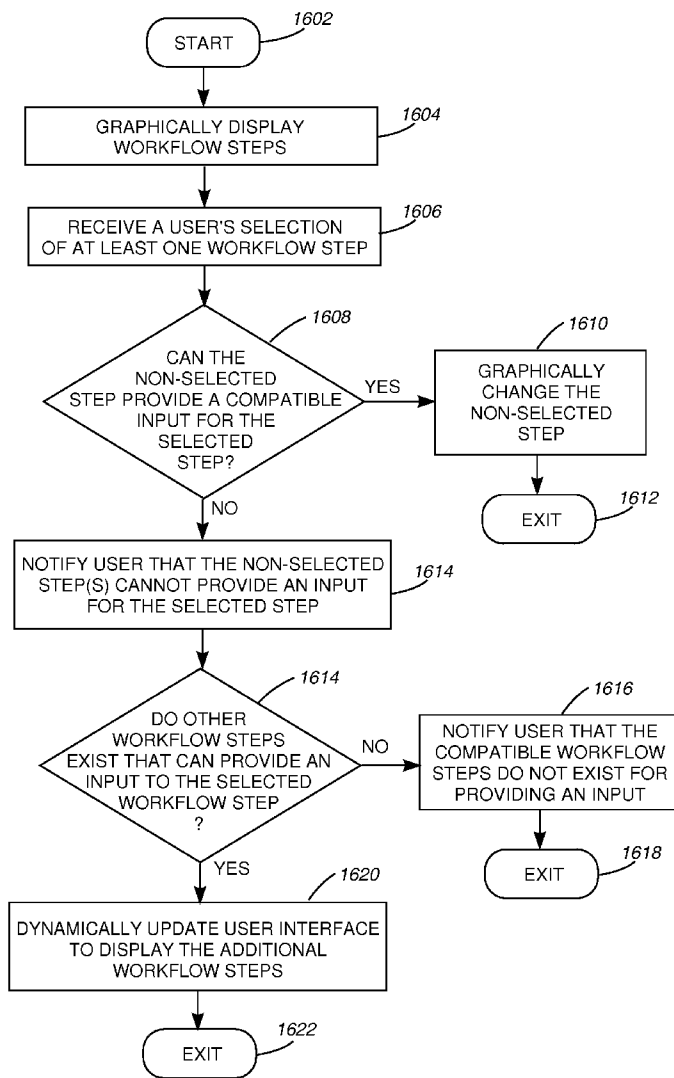 1602
START
1604
GRAPHICALLY DISPLAY
WORKFLOW STEPS
1606
RECEIVE A USER'S SELECTION
OF AT LEAST ONE WORKFLOW STEP
1608
CAN THE
NON-SELECTED
STEP PROVIDE A COMPATIBLE
INPUT FOR THE
SELECTED
STEP?
YES
1610
GRAPHICALLY
CHANGE THE
NON-SELECTED
STEP
1612
EXIT
NO
NOTIFY USER THAT THE NON-SELECTED
STEP(S) CANNOT PROVIDE AN INPUT
FOR THE SELECTED STEP
1614
1614
DO OTHER
WORKFLOW STEPS
EXIST THAT CAN PROVIDE AN
INPUT TO THE SELECTED
WORKFLOW STEP
?
NO
1616
NOTIFY USER THAT THE
COMPATIBLE WORKFLOW
STEPS DO NOT EXIST FOR
PROVIDING AN INPUT
EXIT
1618
YES
1620
DYNAMICALLY UPDATE USER INTERFACE
TO DISPLAY THE ADDITIONAL
WORKFLOW STEPS
EXIT
1622